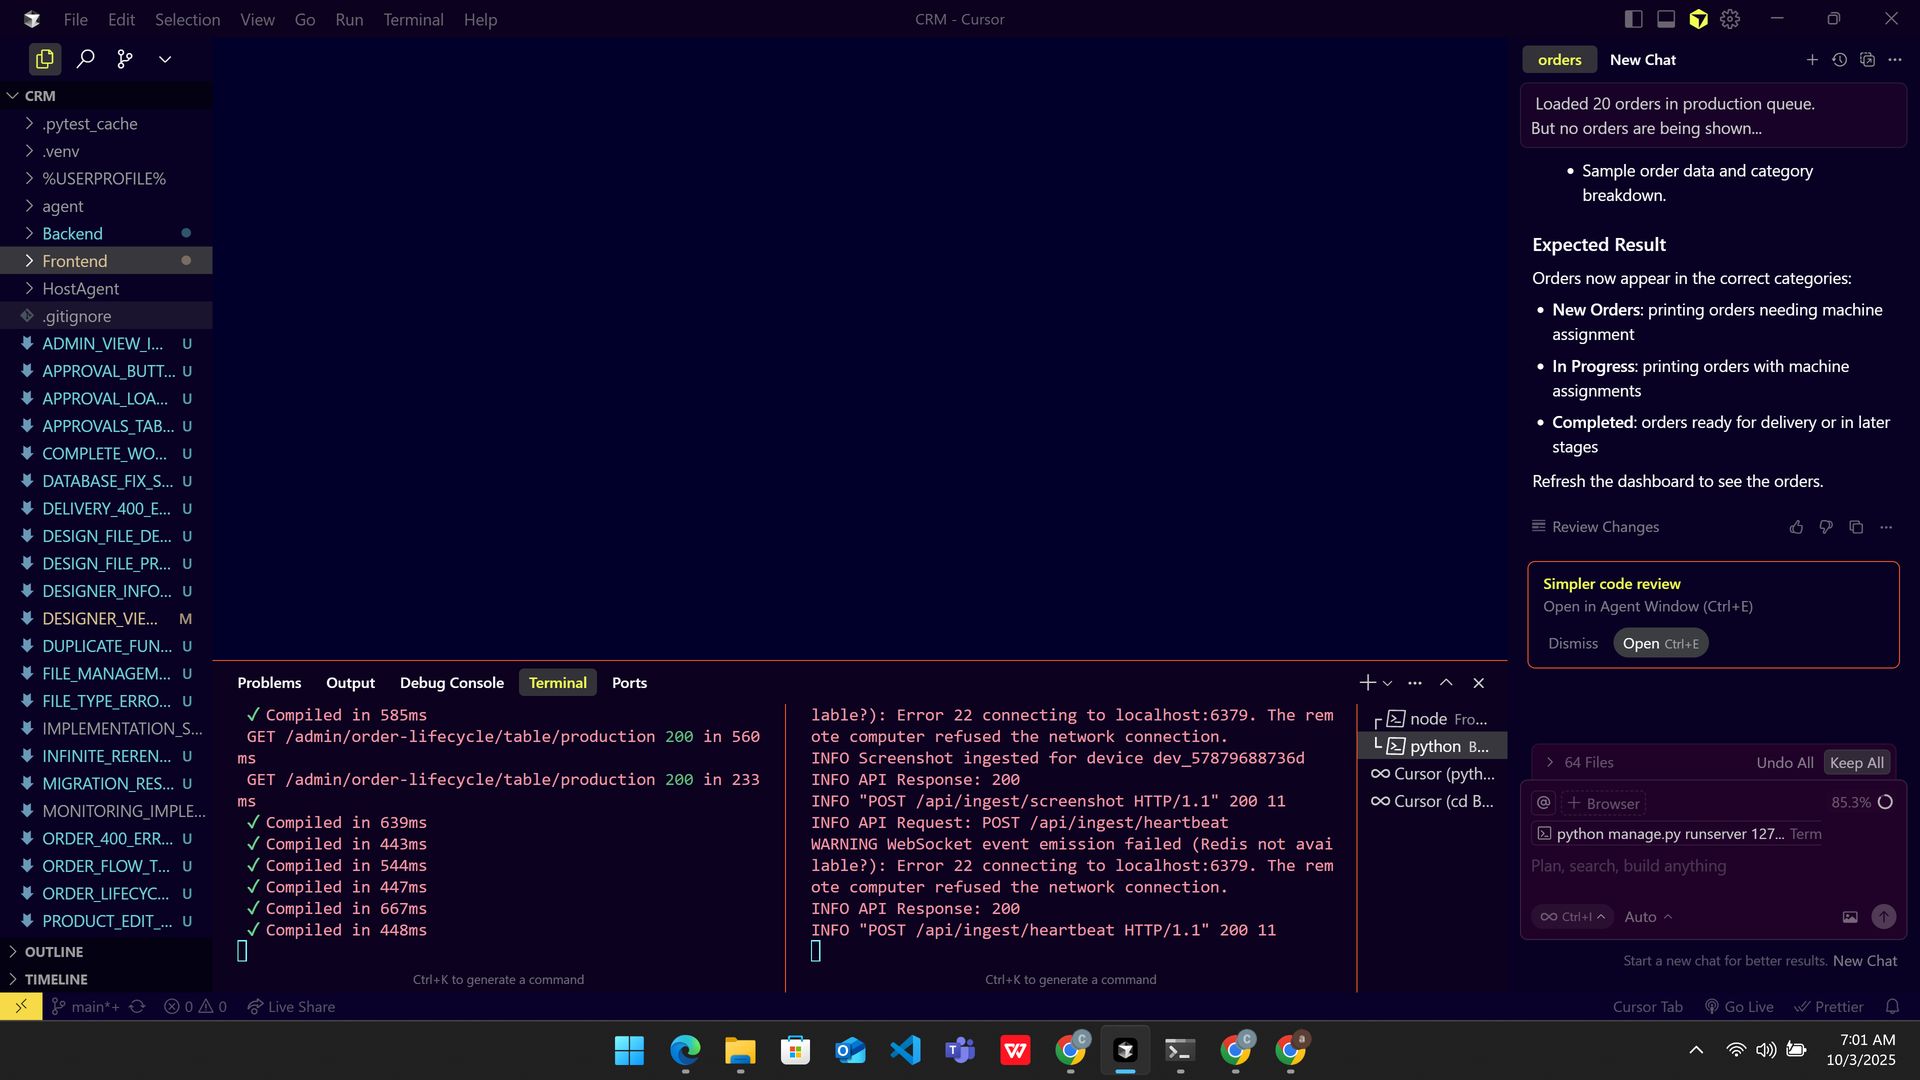 File Edit Selection View Go Run Terminal Help
CRM - Cursor
CRM
.pytest_cache
.venv
%USERPROFILE%
agent
Backend
Frontend
HostAgent
.gitignore
ADMIN_VIEW_I... U
APPROVAL_BUTT... U
APPROVAL_LOA... U
APPROVALS_TAB... U
COMPLETE_WO... U
DATABASE_FIX_S... U
DELIVERY_400_E... U
DESIGN_FILE_DE... U
DESIGN_FILE_PR... U
DESIGNER_INFO... U
DESIGNER_VIE... M
DUPLICATE_FUN... U
FILE_MANAGEM... U
FILE_TYPE_ERRO... U
IMPLEMENTATION_S...
INFINITE_REREN... U
MIGRATION_RES... U
MONITORING_IMPLE...
ORDER_400_ERR... U
ORDER_FLOW_T... U
ORDER_LIFECYC... U
PRODUCT_EDIT_... U
OUTLINE
TIMELINE
Problems Output Debug Console Terminal Ports
✓ Compiled in 585ms
GET /admin/order-lifecycle/table/production 200 in 560
ms
GET /admin/order-lifecycle/table/production 200 in 233
ms
✓ Compiled in 639ms
✓ Compiled in 443ms
✓ Compiled in 544ms
✓ Compiled in 447ms
✓ Compiled in 667ms
✓ Compiled in 448ms
Ctrl+K to generate a command
lable?): Error 22 connecting to localhost:6379. The rem
ote computer refused the network connection.
INFO Screenshot ingested for device dev_57879688736d
INFO API Response: 200
INFO "POST /api/ingest/screenshot HTTP/1.1" 200 11
INFO API Request: POST /api/ingest/heartbeat
WARNING WebSocket event emission failed (Redis not avai
lable?): Error 22 connecting to localhost:6379. The rem
ote computer refused the network connection.
INFO API Response: 200
INFO "POST /api/ingest/heartbeat HTTP/1.1" 200 11
Ctrl+K to generate a command
node Fro...
python B...
Cursor (pyth...
Cursor (cd B...
orders New Chat
Loaded 20 orders in production queue.
But no orders are being shown...
• Sample order data and category
breakdown.
Expected Result
Orders now appear in the correct categories:
• New Orders: printing orders needing machine
assignment
• In Progress: printing orders with machine
assignments
• Completed: orders ready for delivery or in later
stages
Refresh the dashboard to see the orders.
Review Changes
Simpler code review
Open in Agent Window (Ctrl+E)
Dismiss Open Ctrl+E
64 Files Undo All Keep All
@ + Browser 85.3%
python manage.py runserver 127... Term
Plan, search, build anything
∞ Ctrl+I Auto
Start a new chat for better results. New Chat
main*+ 0 0 Live Share
Cursor Tab Go Live Prettier
7:01 AM
10/3/2025